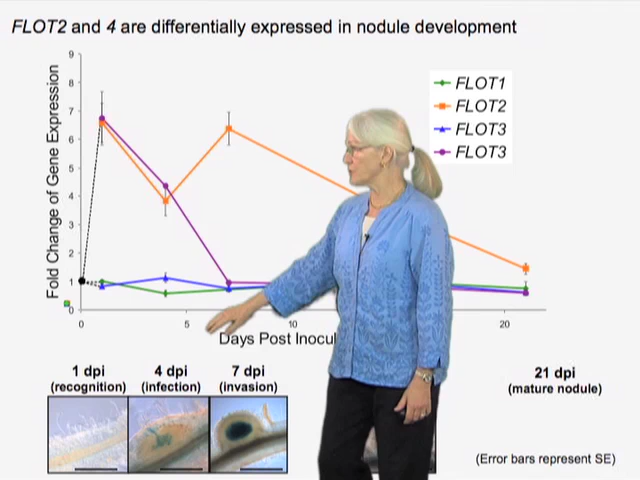 FLOT2 and 4 are differentially expressed in nodule development
Fold Change of Gene Expression
9
8
7
6
5
4
3
2
1
0
0
5
10
20
FLOT1
FLOT2
FLOT3
FLOT3
Days Post Inocul
1 dpi
(recognition)
4 dpi
(infection)
7 dpi
(invasion)
21 dpi
(mature nodule)
(Error bars represent SE)